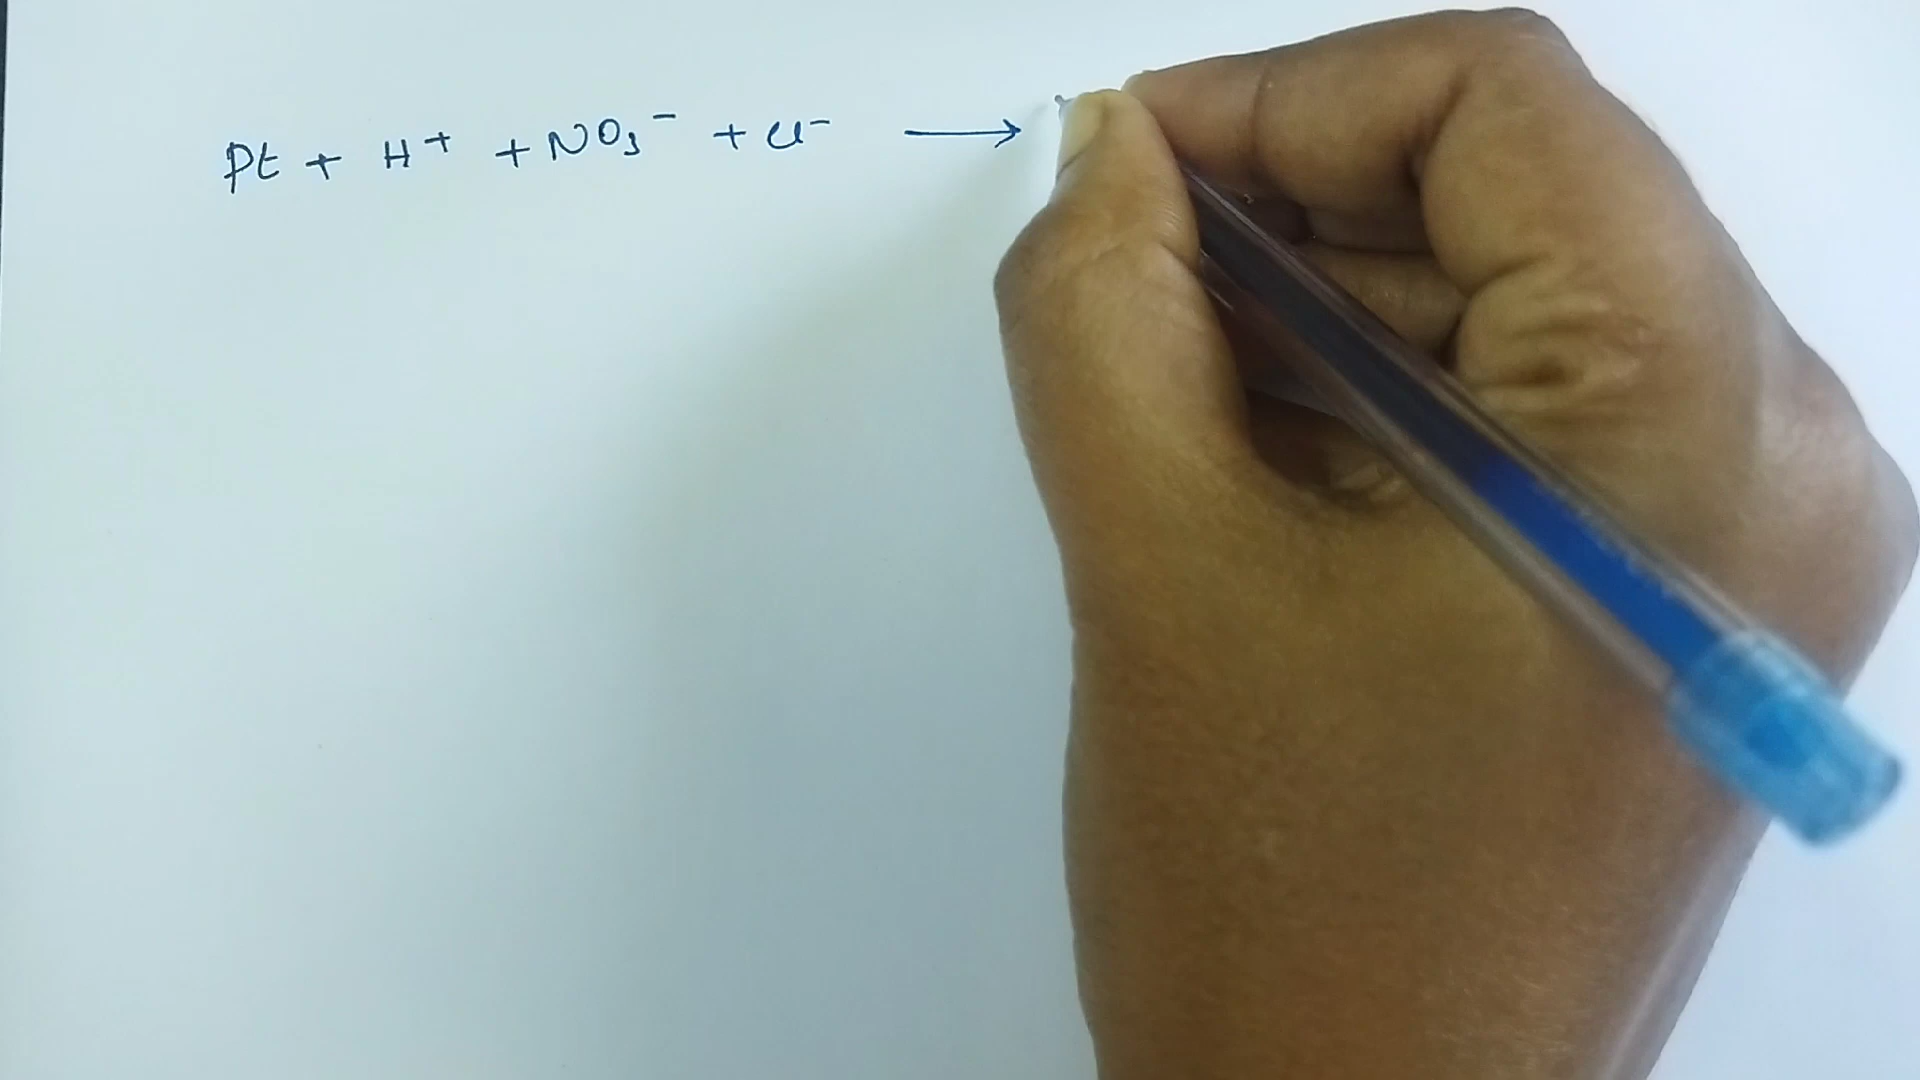 Pt + H⁺ + NO₃⁻ + Cl⁻ ⟶